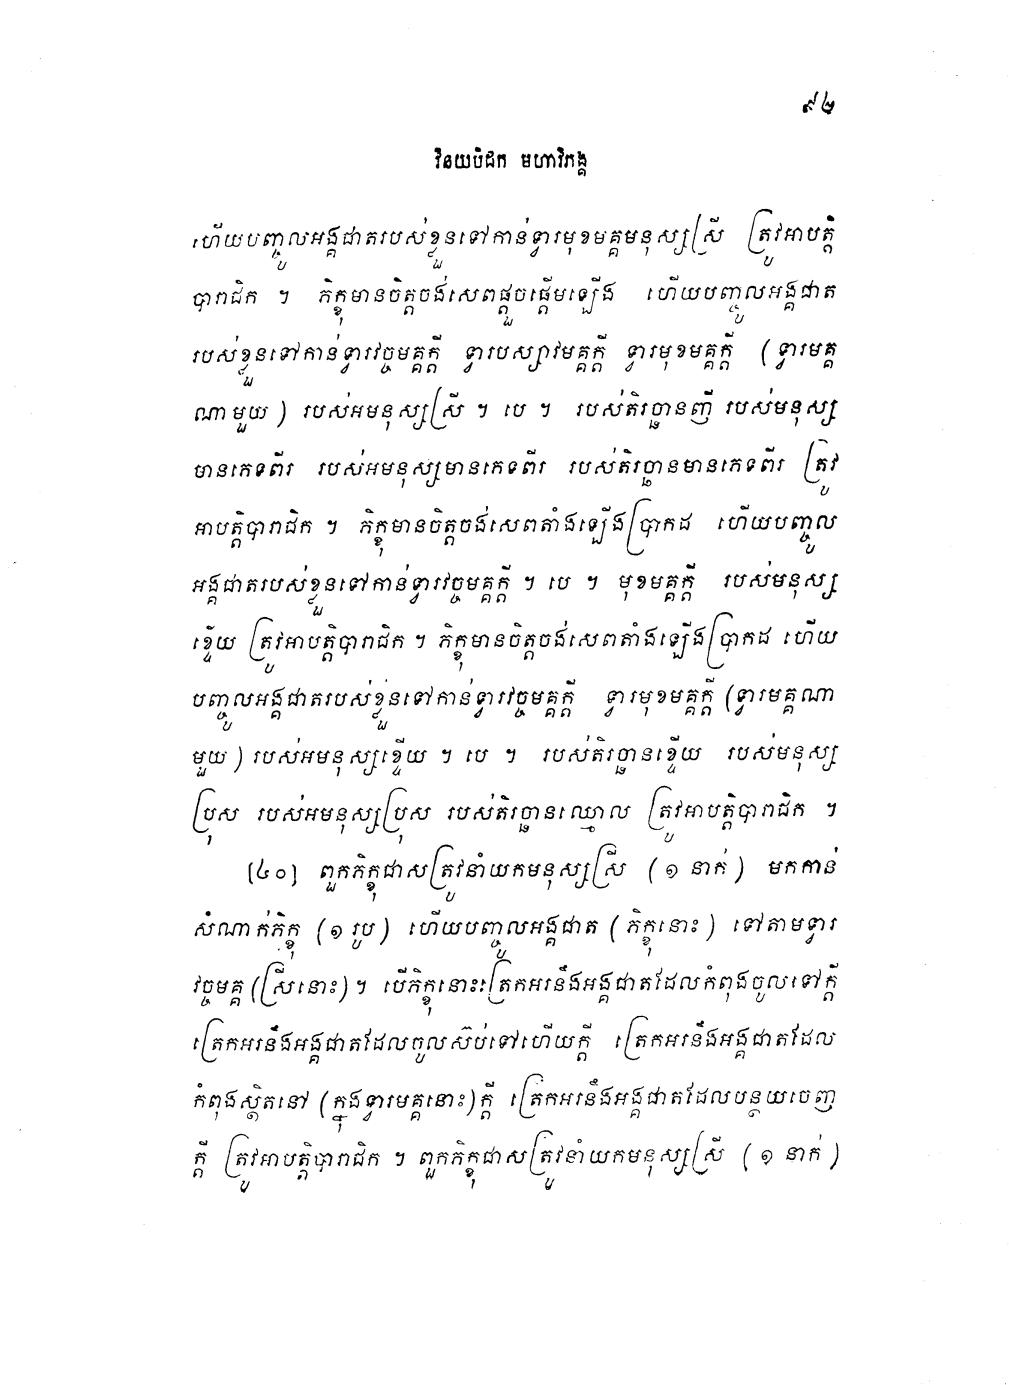 ៩២
វិនយបិដក មហាវិភង្គ
ហើយបញ្ចូលអង្គជាតរបស់ខ្លួនទៅកាន់ទ្វារមុខមគ្គមនុស្សស្រី ត្រូវអាបត្តិ
បារាជិក ។ ភិក្ខុមានចិត្តចង់សេពផ្តួចផ្តើមឡើង ហើយបញ្ចូលអង្គជាត
របស់ខ្លួនទៅកាន់ទ្វារវច្ចមគ្គក្តី ទ្វារបស្សាវមគ្គក្តី ទ្វារមុខមគ្គក្តី (ទ្វារមគ្គ
ណាមួយ) របស់អមនុស្សស្រី ។ បេ ។ របស់តិរច្ឆានញី របស់មនុស្ស
មានភេទពីរ របស់អមនុស្សមានភេទពីរ របស់តិរច្ឆានមានភេទពីរ ត្រូវ
អាបត្តិបារាជិក ។ ភិក្ខុមានចិត្តចង់សេពតាំងឡើងប្រាកដ ហើយបញ្ចូល
អង្គជាតរបស់ខ្លួនទៅកាន់ទ្វារវច្ចមគ្គក្តី ។ បេ ។ មុខមគ្គក្តី របស់មនុស្ស
ខ្ទើយ ត្រូវអាបត្តិបារាជិក ។ ភិក្ខុមានចិត្តចង់សេពតាំងឡើងប្រាកដ ហើយ
បញ្ចូលអង្គជាតរបស់ខ្លួនទៅកាន់ទ្វារវច្ចមគ្គក្តី ទ្វារមុខមគ្គក្តី (ទ្វារមគ្គណា
មួយ) របស់អមនុស្សខ្ទើយ ។ បេ ។ របស់តិរច្ឆានខ្ទើយ របស់មនុស្ស
ប្រុស របស់អមនុស្សប្រុស របស់តិរច្ឆានឈ្មោល ត្រូវអាបត្តិបារាជិក ។
[៤០] ពួកភិក្ខុជាសត្រូវនាំយកមនុស្សស្រី (១ នាក់) មកកាន់
សំណាក់ភិក្ខុ (១ រូប) ហើយបញ្ចូលអង្គជាត (ភិក្ខុនោះ) ទៅតាមទ្វារ
វច្ចមគ្គ (ស្រីនោះ) ។ បើភិក្ខុនោះត្រេកអរនឹងអង្គជាតដែលកំពុងចូលទៅក្តី
ត្រេកអរនឹងអង្គជាតដែលចូលស៊ប់ទៅហើយក្តី ត្រេកអរនឹងអង្គជាតដែល
កំពុងស្ថិតនៅ (ក្នុងទ្វារមគ្គនោះ) ក្តី ត្រេកអរនឹងអង្គជាតដែលបន្ថយចេញ
ក្តី ត្រូវអាបត្តិបារាជិក ។ ពួកភិក្ខុជាសត្រូវនាំយកមនុស្សស្រី (១ នាក់)